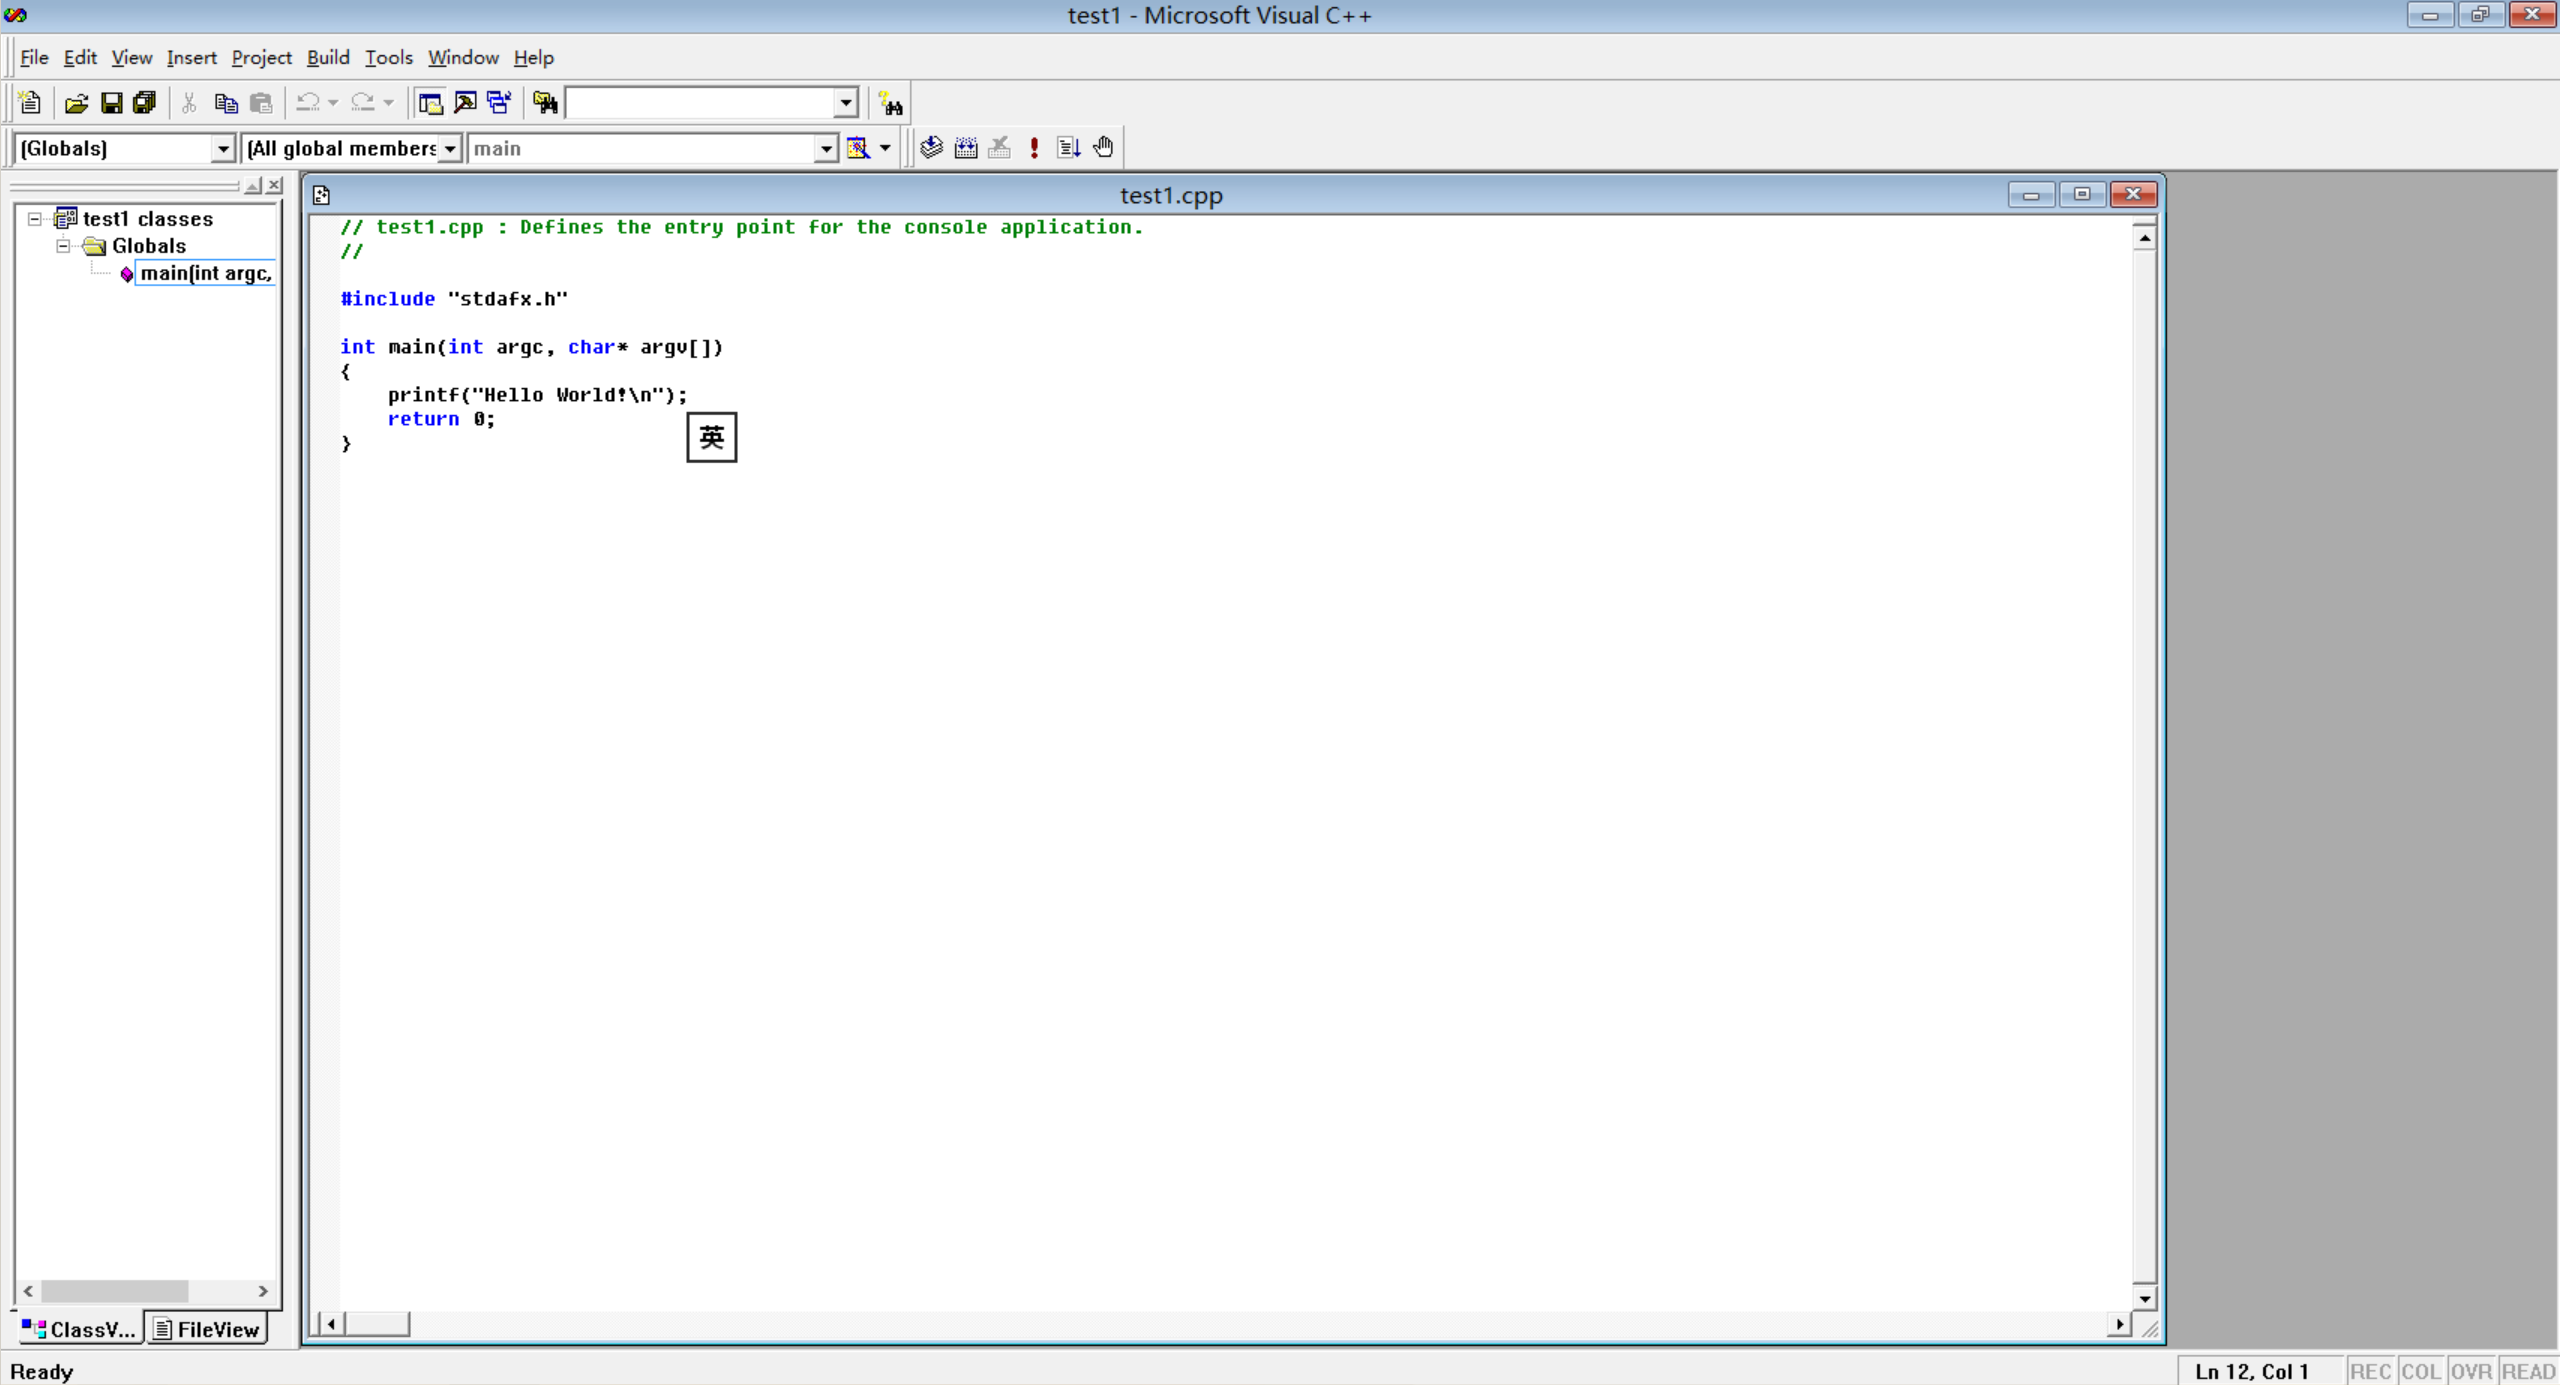 test1 - Microsoft Visual C++
File Edit View Insert Project Build Tools Window Help
(Globals) (All global members main
test1 classes
Globals
main(int argc,
test1.cpp
// test1.cpp : Defines the entry point for the console application.
//
#include "stdafx.h"
int main(int argc, char* argv[])
{
printf("Hello World!\n");
return 0;
}
英
ClassV... FileView
Ready
Ln 12, Col 1 REC COL OVR READ